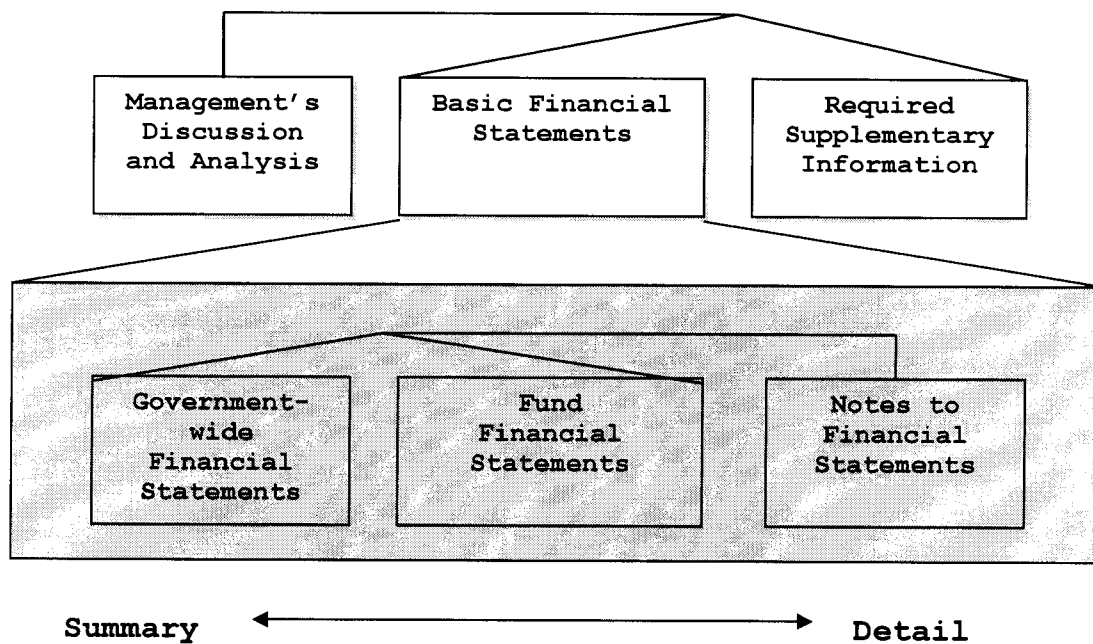 Management's
Discussion
and Analysis
Basic Financial
Statements
Required
Supplementary
Information
Government-
wide
Financial
Statements
Fund
Financial
Statements
Notes to
Financial
Statements
Summary
Detail